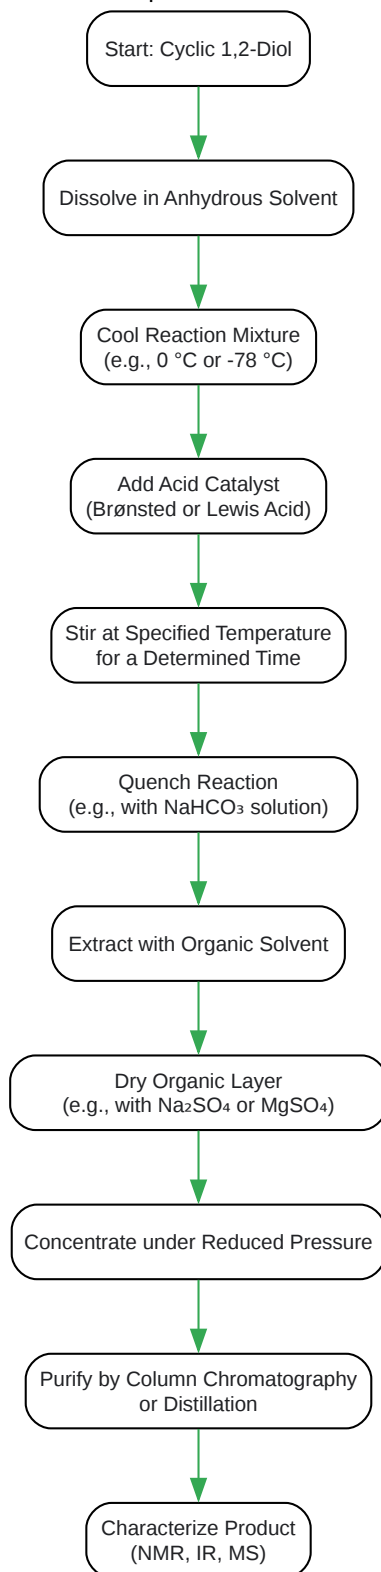 Start: Cyclic 1,2-Diol
Dissolve in Anhydrous Solvent
Cool Reaction Mixture
(e.g., 0 °C or -78 °C)
Add Acid Catalyst
(Brønsted or Lewis Acid)
Stir at Specified Temperature
for a Determined Time
Quench Reaction
(e.g., with NaHCO₃ solution)
Extract with Organic Solvent
Dry Organic Layer
(e.g., with Na₂SO₄ or MgSO₄)
Concentrate under Reduced Pressure
Purify by Column Chromatography
or Distillation
Characterize Product
(NMR, IR, MS)